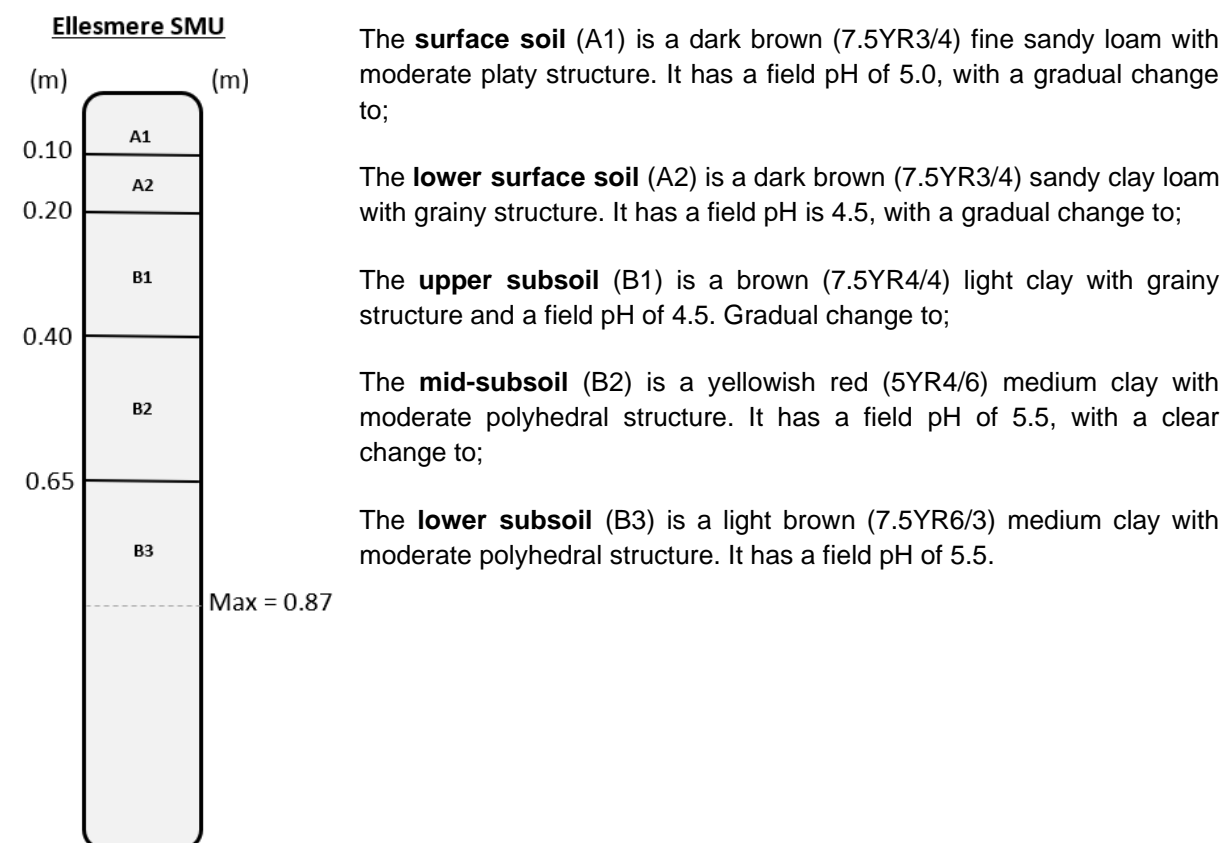 Ellesmere SMU
(m)
(m)
A1
0.10
A2
0.20
B1
0.40
B2
0.65
B3
Max = 0.87
The surface soil (A1) is a dark brown (7.5YR3/4) fine sandy loam with
moderate platy structure. It has a field pH of 5.0, with a gradual change
to;
The lower surface soil (A2) is a dark brown (7.5YR3/4) sandy clay loam
with grainy structure. It has a field pH is 4.5, with a gradual change to;
The upper subsoil (B1) is a brown (7.5YR4/4) light clay with grainy
structure and a field pH of 4.5. Gradual change to;
The mid-subsoil (B2) is a yellowish red (5YR4/6) medium clay with
moderate polyhedral structure. It has a field pH of 5.5, with a clear
change to;
The lower subsoil (B3) is a light brown (7.5YR6/3) medium clay with
moderate polyhedral structure. It has a field pH of 5.5.